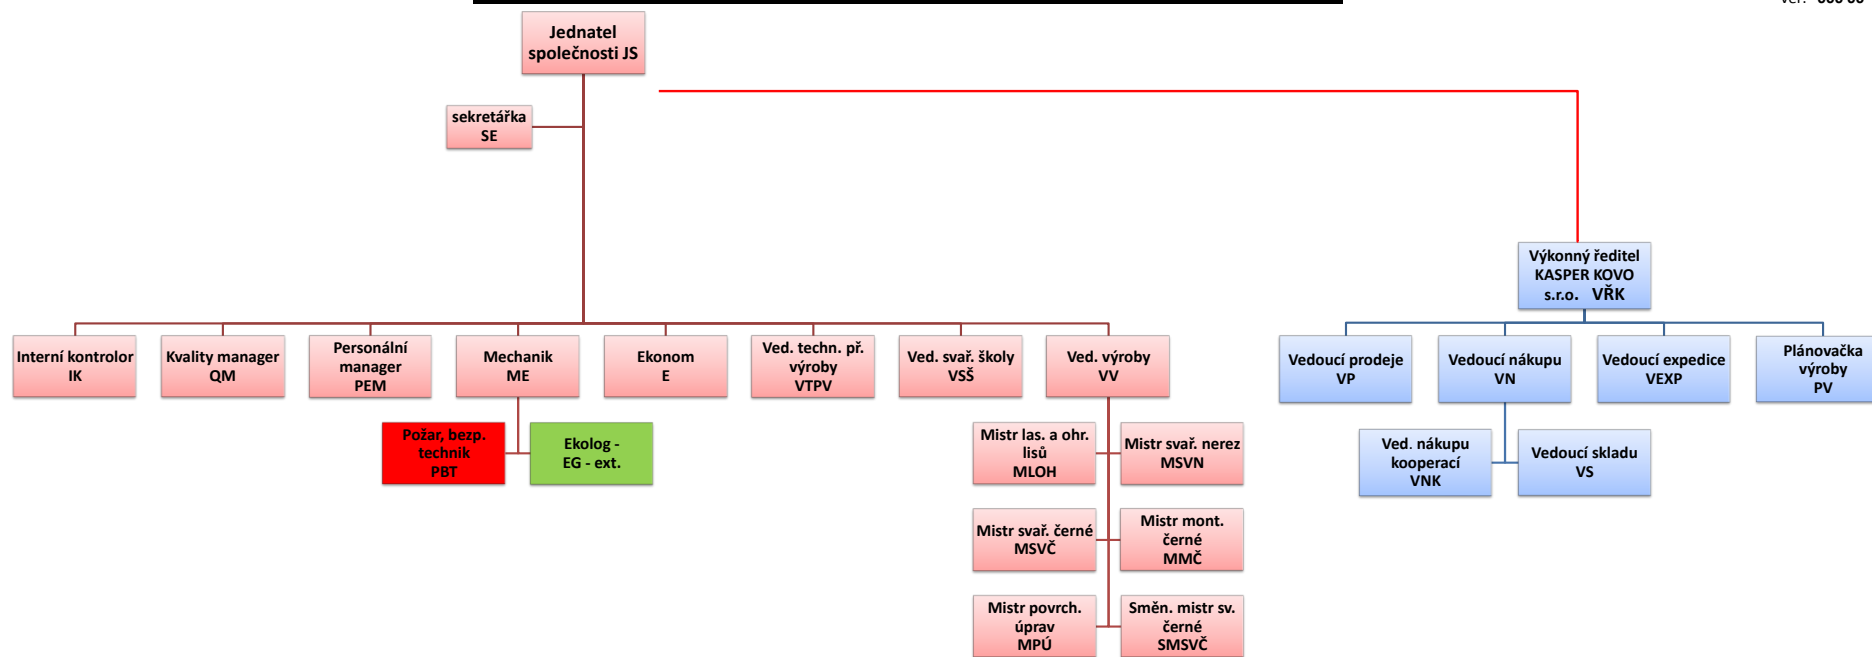 Jednatel
společnosti JS
sekretářka
SE
Výkonný ředitel
KASPER KOVO
s.r.o. VŘK
Interní kontrolor
IK
Kvality manager
QM
Personální
manager
PEM
Mechanik
ME
Ekonom
E
Ved. techn. př.
výroby
VTPV
Ved. svař. školy
VSŠ
Ved. výroby
VV
Vedoucí prodeje
VP
Vedoucí nákupu
VN
Vedoucí expedice
VEXP
Plánovačka
výroby
PV
Požar, bezp.
technik
PBT
Ekolog -
EG - ext.
Mistr las. a ohr.
lisů
MLOH
Mistr svař. nerez
MSVN
Ved. nákupu
kooperací
VNK
Vedoucí skladu
VS
Mistr svař. černé
MSVČ
Mistr mont.
černé
MMČ
Mistr povrch.
úprav
MPÚ
Směn. mistr sv.
černé
SMSVČ